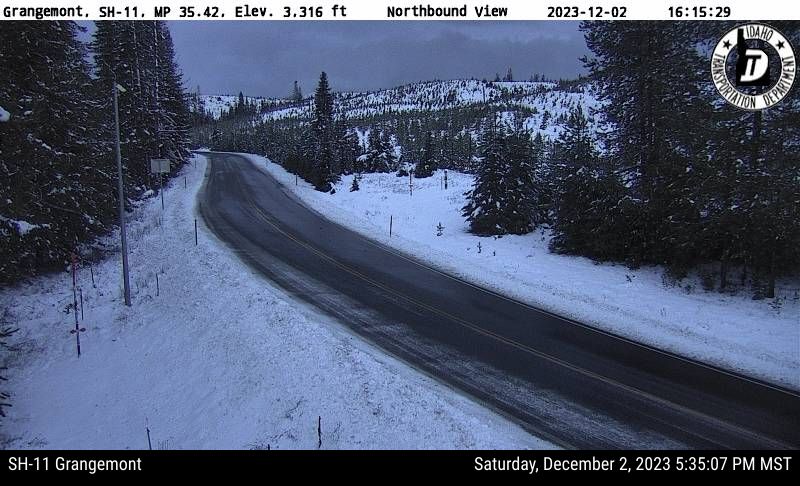 Grangemont, SH-11, MP 35.42, Elev. 3,316 ft Northbound View 2023-12-02 16:15:29
IDAHO
TRANSPORTATION DEPARTMENT
SH-11 Grangemont Saturday, December 2, 2023 5:35:07 PM MST